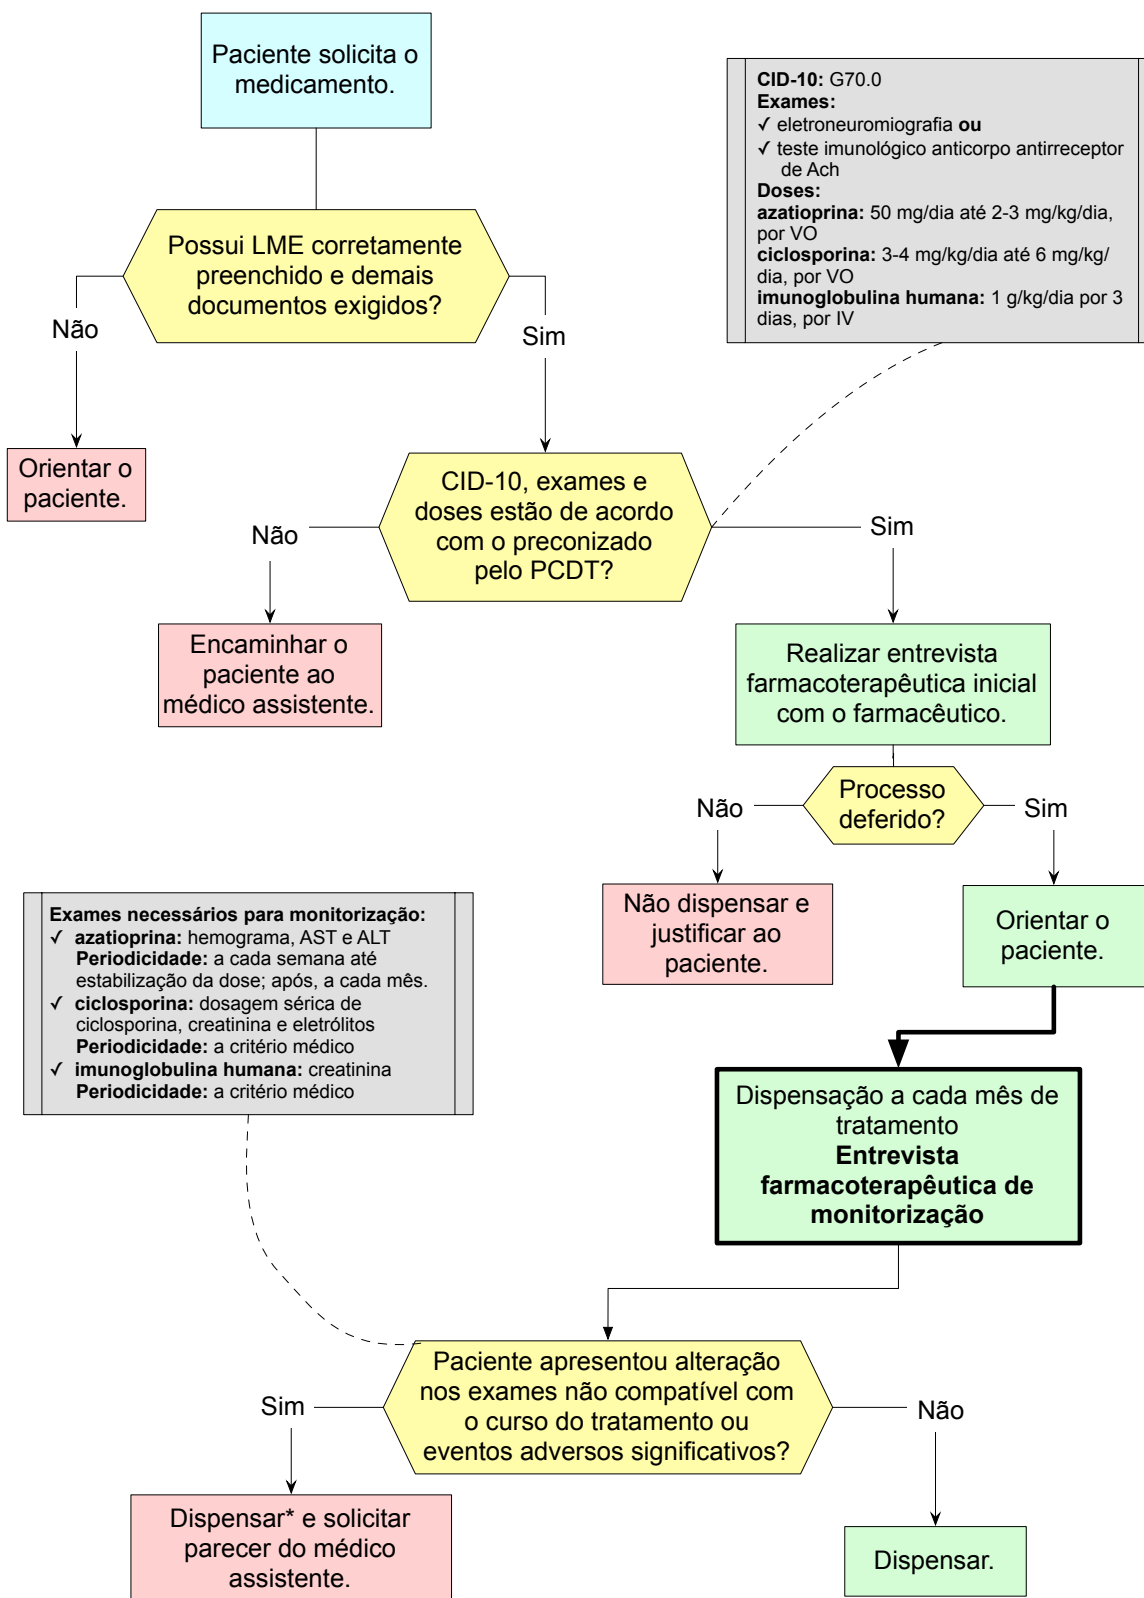 Paciente solicita o
medicamento.
CID-10: G70.0
Exames:
✓ eletroneuromiografia ou
✓ teste imunológico anticorpo antirreceptor
de Ach
Doses:
azatioprina: 50 mg/dia até 2-3 mg/kg/dia,
por VO
ciclosporina: 3-4 mg/kg/dia até 6 mg/kg/
dia, por VO
imunoglobulina humana: 1 g/kg/dia por 3
dias, por IV
Possui LME corretamente
preenchido e demais
documentos exigidos?
Não
Sim
Orientar o
paciente.
CID-10, exames e
doses estão de acordo
com o preconizado
pelo PCDT?
Não
Sim
Encaminhar o
paciente ao
médico assistente.
Realizar entrevista
farmacoterapêutica inicial
com o farmacêutico.
Processo
deferido?
Não
Sim
Não dispensar e
justificar ao
paciente.
Orientar o
paciente.
Exames necessários para monitorização:
✓ azatioprina: hemograma, AST e ALT
Periodicidade: a cada semana até
estabilização da dose; após, a cada mês.
✓ ciclosporina: dosagem sérica de
ciclosporina, creatinina e eletrólitos
Periodicidade: a critério médico
✓ imunoglobulina humana: creatinina
Periodicidade: a critério médico
Dispensação a cada mês de
tratamento
Entrevista
farmacoterapêutica de
monitorização
Paciente apresentou alteração
nos exames não compatível com
o curso do tratamento ou
eventos adversos significativos?
Sim
Não
Dispensar* e solicitar
parecer do médico
assistente.
Dispensar.